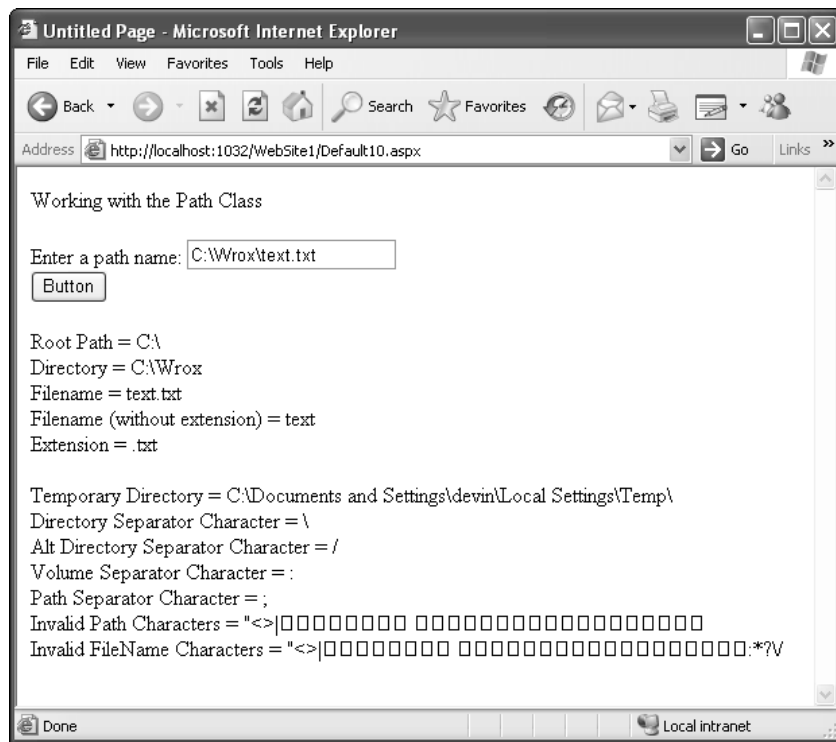 Untitled Page - Microsoft Internet Explorer
File Edit View Favorites Tools Help
Back Search Favorites
Address http://localhost:1032/WebSite1/Default10.aspx Go Links »
Working with the Path Class
Enter a path name: C:\Wrox\text.txt
Button
Root Path = C:\
Directory = C:\Wrox
Filename = text.txt
Filename (without extension) = text
Extension = .txt
Temporary Directory = C:\Documents and Settings\devin\Local Settings\Temp\
Directory Separator Character = \
Alt Directory Separator Character = /
Volume Separator Character = :
Path Separator Character = ;
Invalid Path Characters = "<>|□□□□□□□□ □□□□□□□□□□□□□□□□□□
Invalid FileName Characters = "<>|□□□□□□□□ □□□□□□□□□□□□□□□□□□:*?\/
Done Local intranet